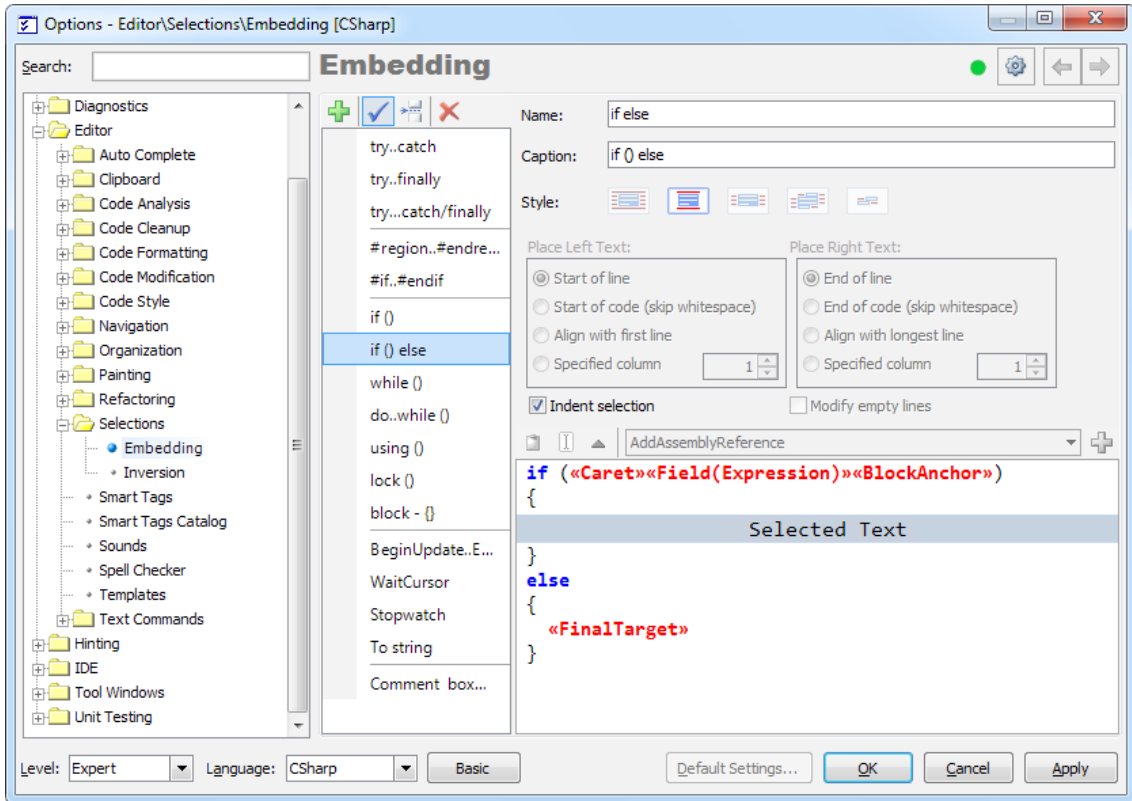 Options - Editor\Selections\Embedding [CSharp]
Search:
Embedding
Diagnostics
Editor
Auto Complete
Clipboard
Code Analysis
Code Cleanup
Code Formatting
Code Modification
Code Style
Navigation
Organization
Painting
Refactoring
Selections
Embedding
Inversion
Smart Tags
Smart Tags Catalog
Sounds
Spell Checker
Templates
Text Commands
Hinting
IDE
Tool Windows
Unit Testing
try..catch
try..finally
try...catch/finally
#region..#endre...
#if..#endif
if ()
if () else
while ()
do..while ()
using ()
lock ()
block - {}
BeginUpdate..E...
WaitCursor
Stopwatch
To string
Comment box...
Name: if else
Caption: if () else
Style:
Place Left Text:
Start of line
Start of code (skip whitespace)
Align with first line
Specified column 1
Place Right Text:
End of line
End of code (skip whitespace)
Align with longest line
Specified column 1
Indent selection
Modify empty lines
AddAssemblyReference
if («Caret»«Field(Expression)»«BlockAnchor»)
{
Selected Text
}
else
{
«FinalTarget»
}
Level: Expert Language: CSharp Basic Default Settings... OK Cancel Apply